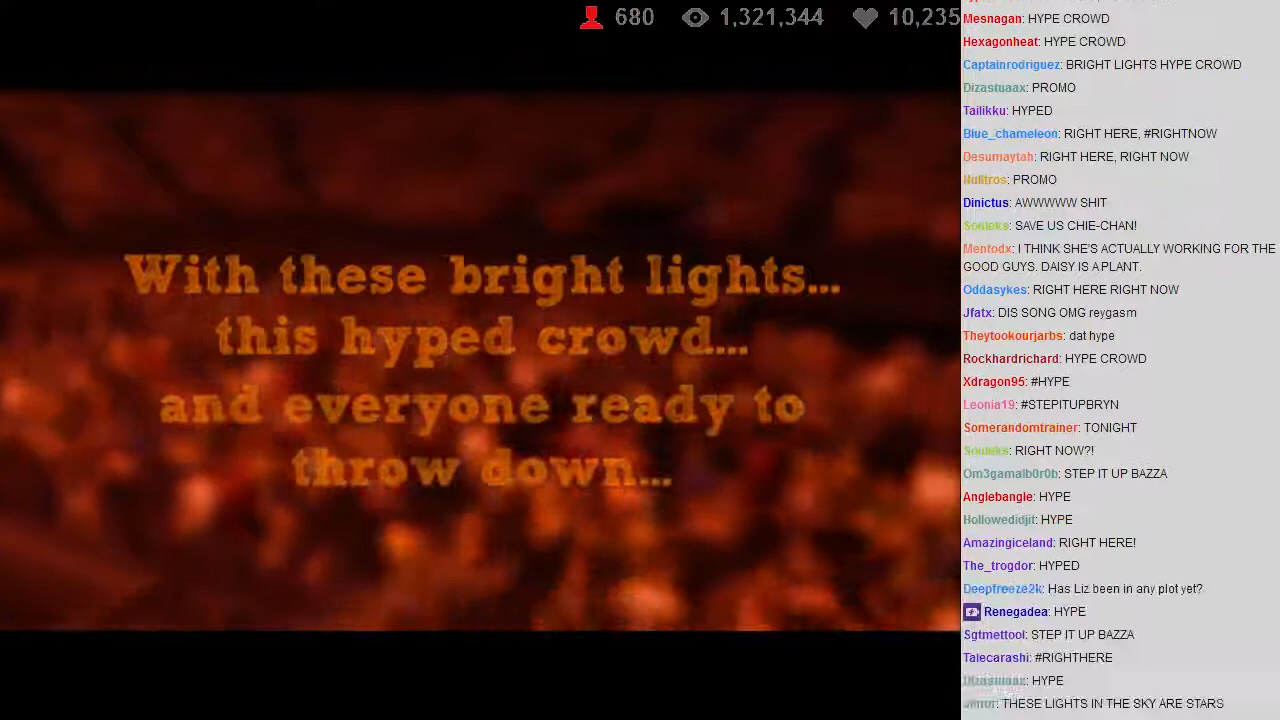 680 1,321,344 10,235
With these bright lights...
this hyped crowd...
and everyone ready to
throw down...
Mesnagan: HYPE CROWD
Hexagonheat: HYPE CROWD
Captainrodriguez: BRIGHT LIGHTS HYPE CROWD
Dizastuaax: PROMO
Tailikku: HYPED
Blue_chameleon: RIGHT HERE, #RIGHTNOW
Desumaytah: RIGHT HERE, RIGHT NOW
Nulltros: PROMO
Dinictus: AWWWWW SHIT
Souleks: SAVE US CHIE-CHAN!
Mentodx: I THINK SHE'S ACTUALLY WORKING FOR THE
GOOD GUYS. DAISY IS A PLANT.
Oddasykes: RIGHT HERE RIGHT NOW
Jfatx: DIS SONG OMG reygasm
Theytookourjarbs: dat hype
Rockhardrichard: HYPE CROWD
Xdragon95: #HYPE
Leonia19: #STEPITUPBRYN
Somerandomtrainer: TONIGHT
Souleks: RIGHT NOW?!
Om3gamalb0r0b: STEP IT UP BAZZA
Anglebangle: HYPE
Hollowedidjit: HYPE
Amazingiceland: RIGHT HERE!
The_trogdor: HYPED
Deepfreeze2k: Has Liz been in any plot yet?
Renegadea: HYPE
Sgtmettool: STEP IT UP BAZZA
Talecarashi: #RIGHTHERE
Dizastuaax: HYPE
: THESE LIGHTS IN THE SKY ARE STARS